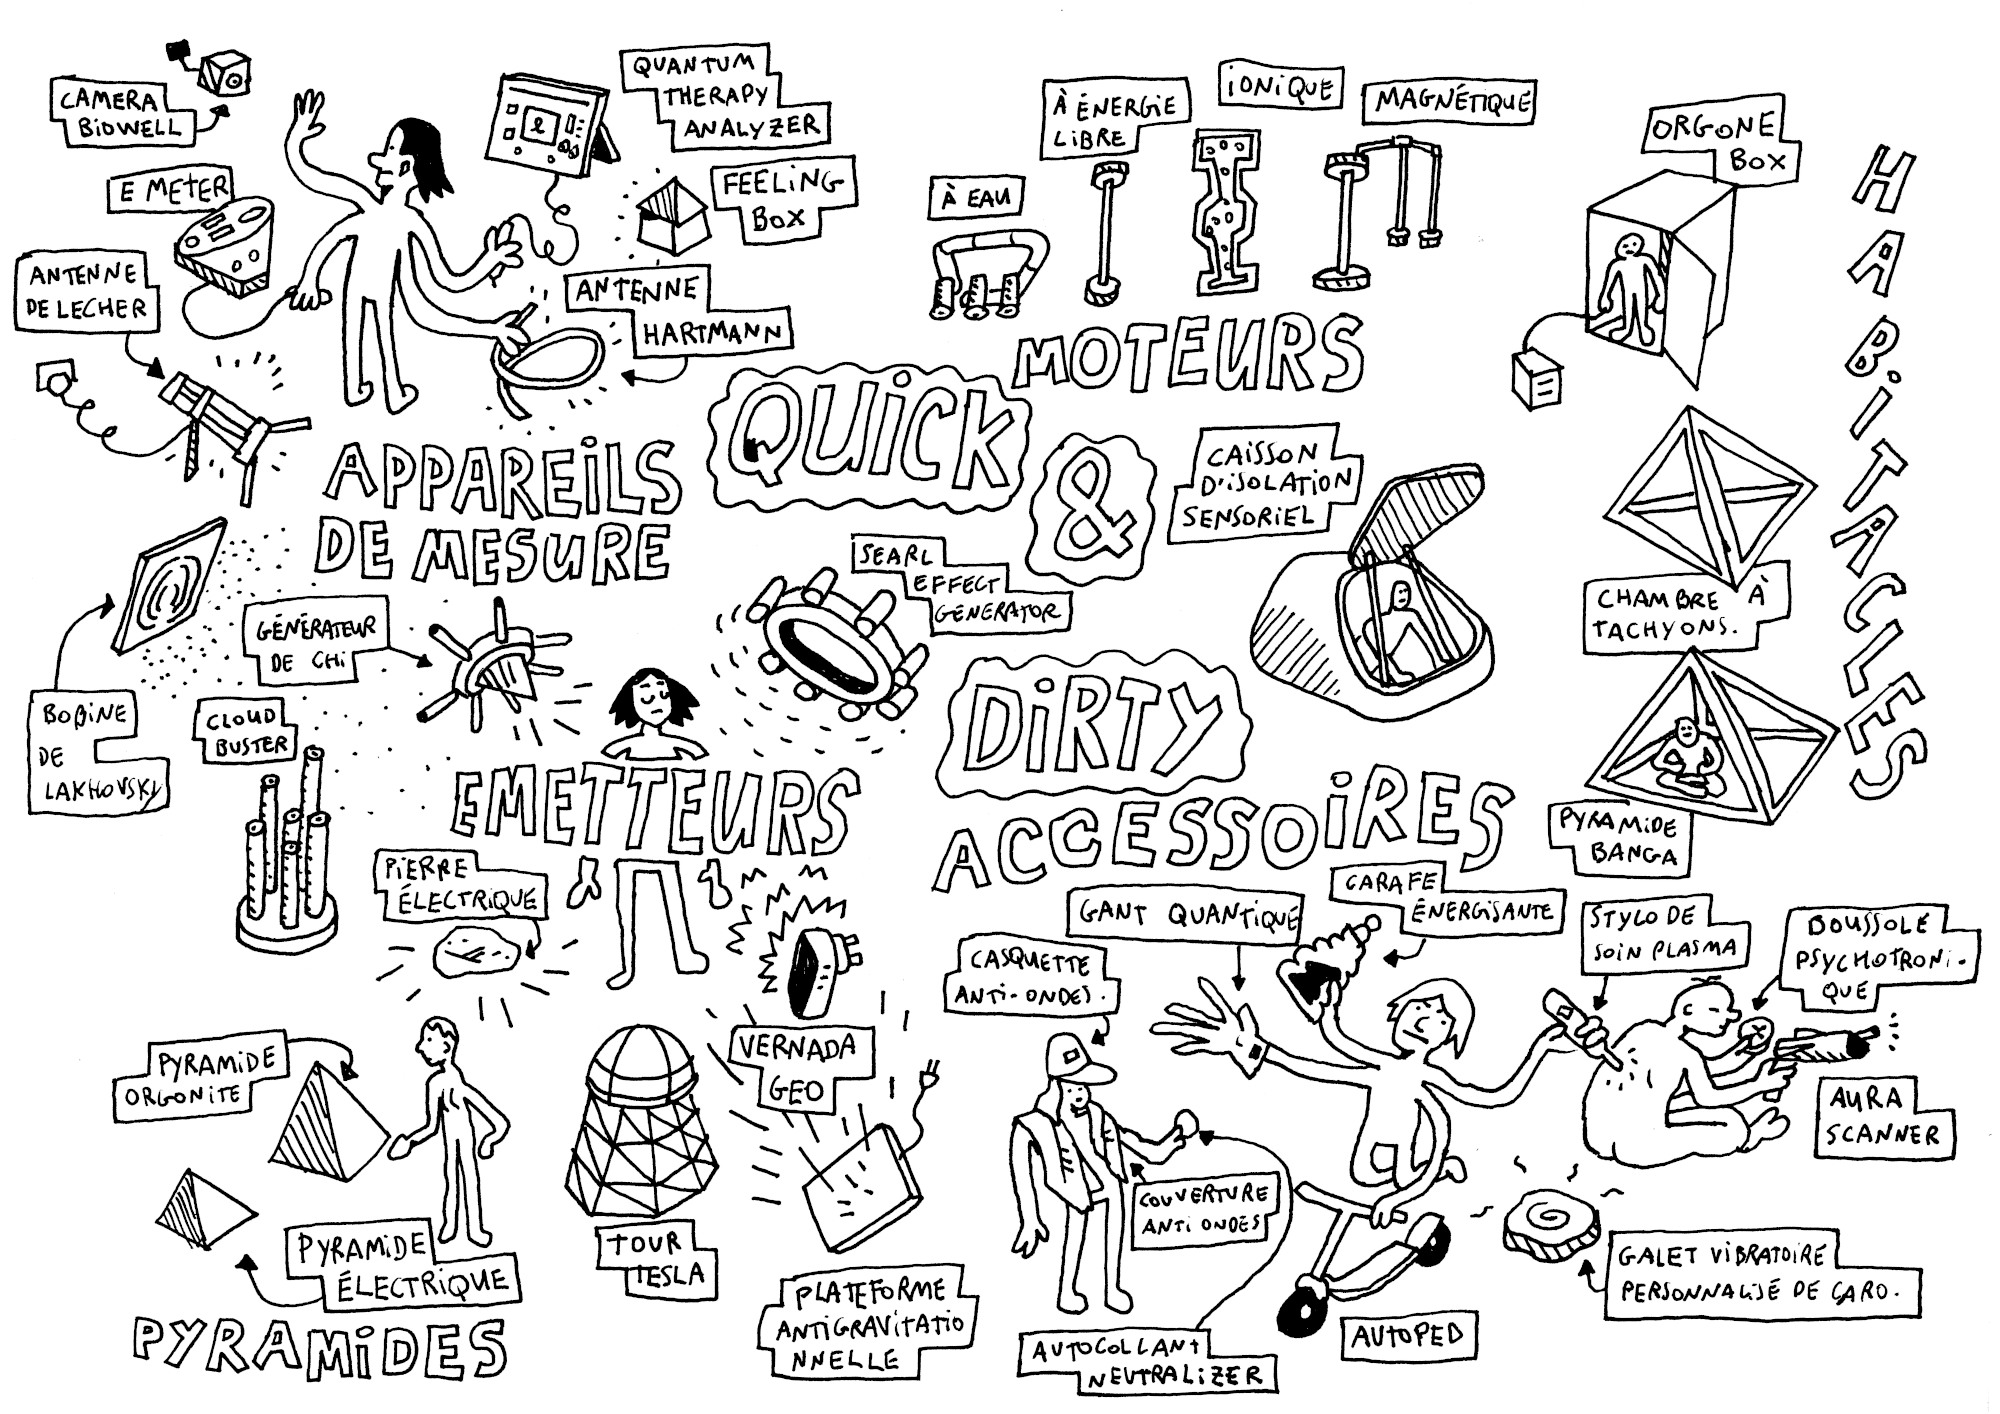 CAMERA
BIOWELL
E METER
ANTENNE
DE LECHER
QUANTUM
THERAPY
ANALYZER
FEELING
BOX
ANTENNE
HARTMANN
APPAREILS
DE MESURE
À EAU
À ÉNERGIE
LIBRE
IONIQUE
MAGNÉTIQUE
MOTEURS
ORGONE
BOX
CHAMBRE À
TACHYONS.
PYRAMIDE
BANGA
HABITACLES
QUICK
&
DIRTY
CAISSON
D'ISOLATION
SENSORIEL
SEARL
EFFECT
GENERATOR
GÉNÉRATEUR
DE CHI
BOBINE
DE
LAKHOVSKY
CLOUD
BUSTER
EMETTEURS
PIERRE
ÉLECTRIQUE
VERNADA
GEO
TOUR
TESLA
PLATEFORME
ANTIGRAVITATIO
NNELLE
PYRAMIDE
ORGONITE
PYRAMIDE
ÉLECTRIQUE
PYRAMIDES
ACCESSOIRES
CASQUETTE
ANTI-ONDES.
GANT QUANTIQUE
CARAFE
ÉNERGISANTE
STYLO DE
SOIN PLASMA
BOUSSOLE
PSYCHOTRONI-
QUE
AURA
SCANNER
COUVERTURE
ANTI ONDES
AUTOCOLLANT
NEUTRALIZER
AUTOPED
GALET VIBRATOIRE
PERSONNALISÉ DE CARO.